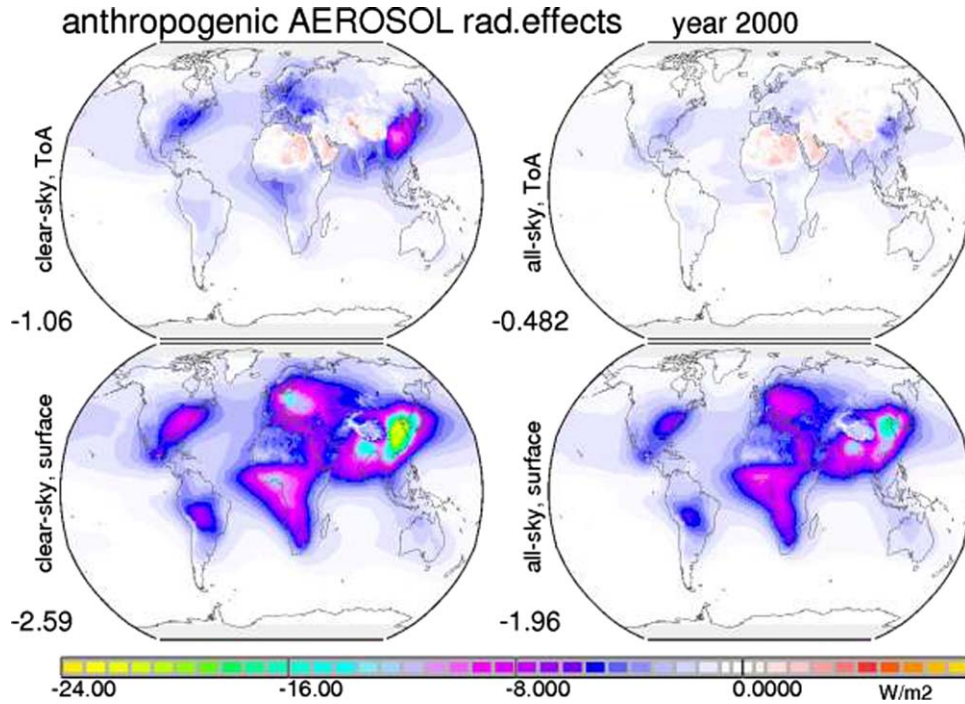 anthropogenic AEROSOL rad.effects year 2000
clear-sky, ToA
-1.06
all-sky, ToA
-0.482
clear-sky, surface
-2.59
all-sky, surface
-1.96
-24.00 -16.00 -8.000 0.0000 W/m2